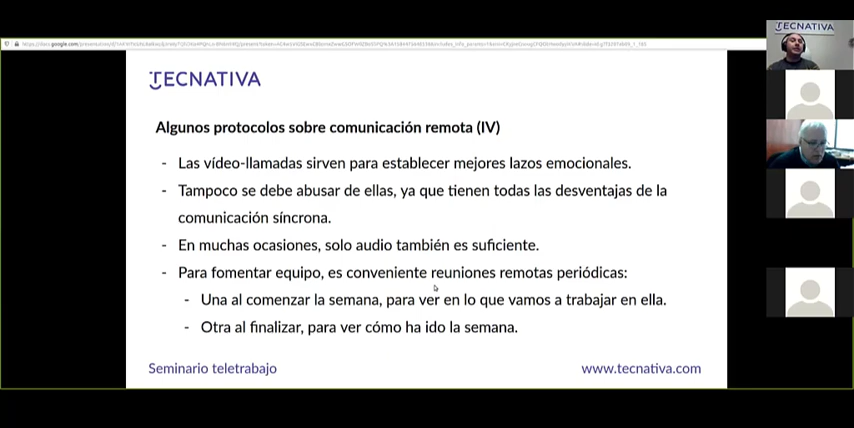 TECNATIVA
TECNATIVA
Algunos protocolos sobre comunicación remota (IV)
- Las vídeo-llamadas sirven para establecer mejores lazos emocionales.
- Tampoco se debe abusar de ellas, ya que tienen todas las desventajas de la
comunicación síncrona.
- En muchas ocasiones, solo audio también es suficiente.
- Para fomentar equipo, es conveniente reuniones remotas periódicas:
- Una al comenzar la semana, para ver en lo que vamos a trabajar en ella.
- Otra al finalizar, para ver cómo ha ido la semana.
Seminario teletrabajo
www.tecnativa.com